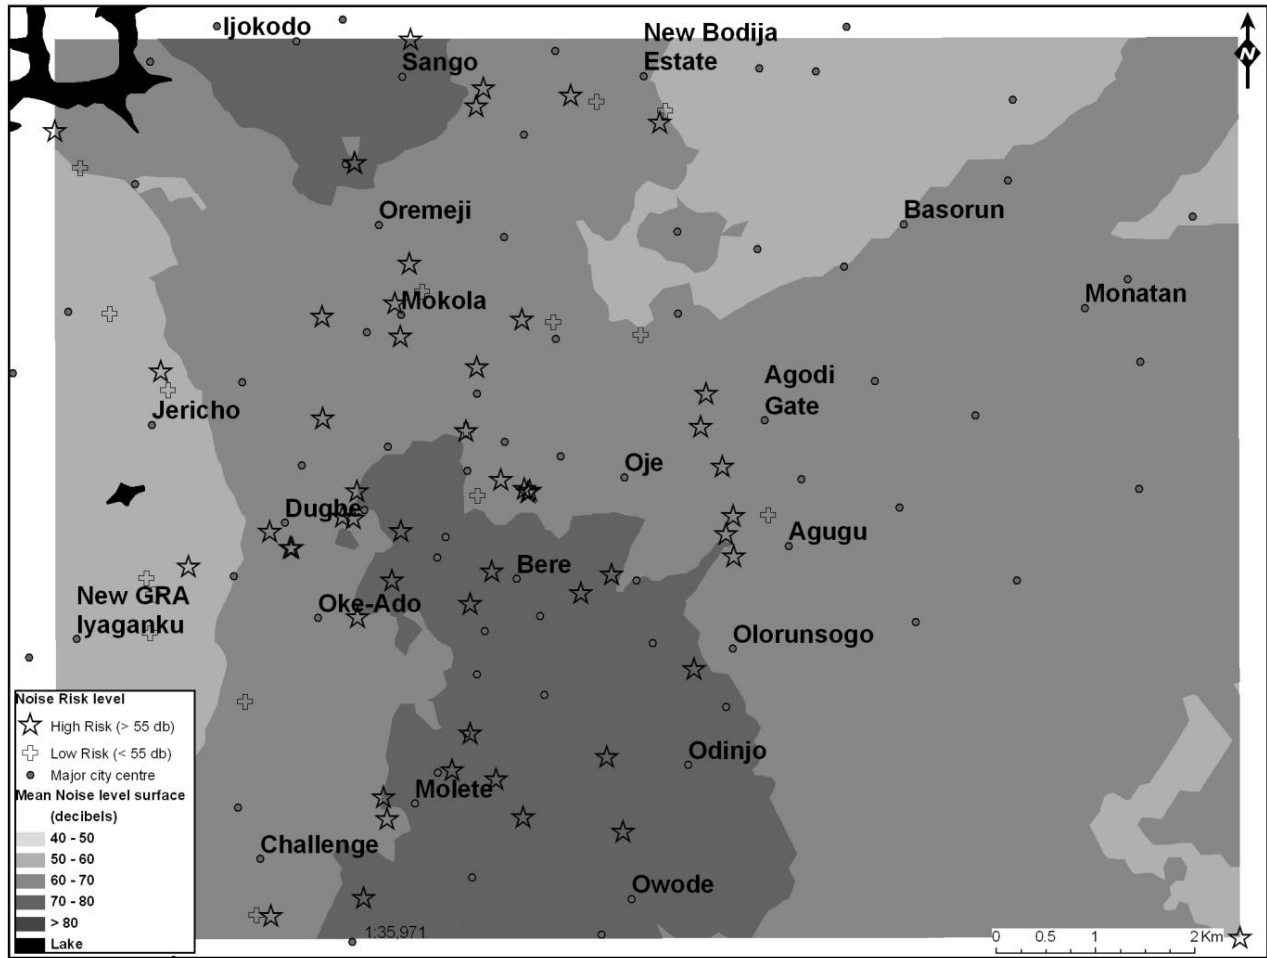 Ijokodo
New Bodija
Estate
N
Sango
Oremeji
Basorun
Mokola
Monatan
Agodi
Gate
Jericho
Oje
Dugbe
Agugu
Bere
New GRA
Iyaganku
Oke-Ado
Olorunsogo
Odinjo
Molete
Challenge
Owode
Noise Risk level
High Risk (> 55 db)
Low Risk (< 55 db)
Major city centre
Mean Noise level surface
(decibels)
40 - 50
50 - 60
60 - 70
70 - 80
> 80
Lake
1:35,971
0 0.5 1 2 Km